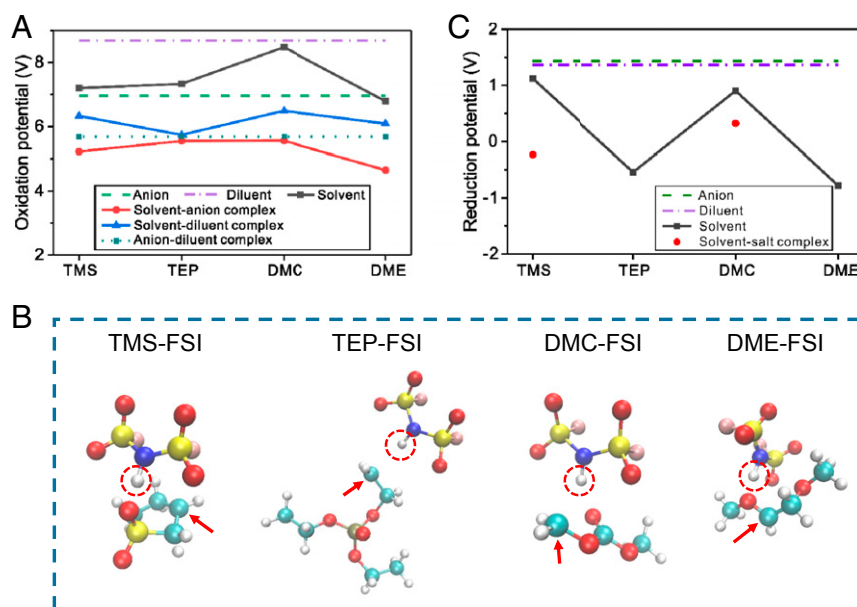 A
Oxidation potential (V)
8
6
4
2
Anion
Diluent
Solvent
Solvent-anion complex
Solvent-diluent complex
Anion-diluent complex
TMS
TEP
DMC
DME
C
Reduction potential (V)
2
1
0
-1
-2
Anion
Diluent
Solvent
Solvent-salt complex
TMS
TEP
DMC
DME
B
TMS-FSI
TEP-FSI
DMC-FSI
DME-FSI